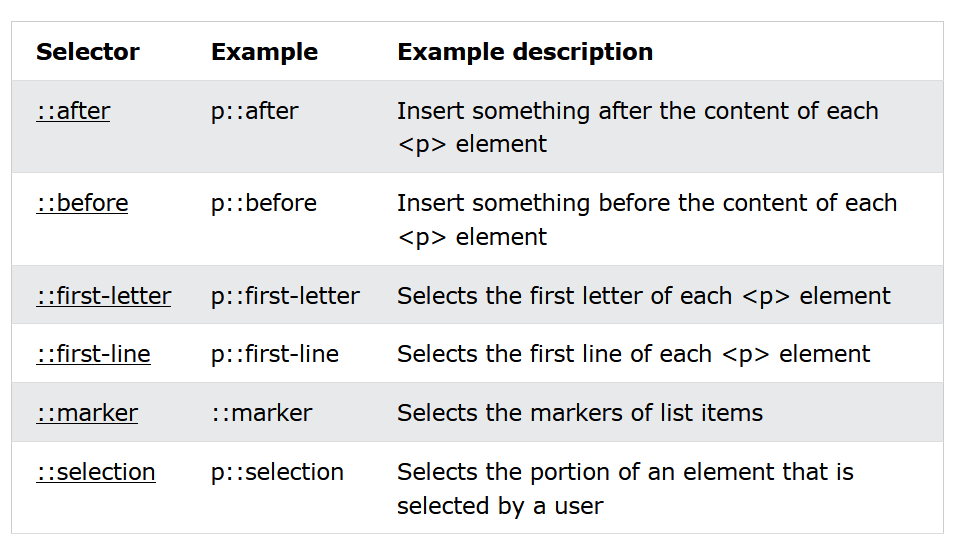 Selector Example Example description
::after p::after Insert something after the content of each
<p> element
::before p::before Insert something before the content of each
<p> element
::first-letter p::first-letter Selects the first letter of each <p> element
::first-line p::first-line Selects the first line of each <p> element
::marker ::marker Selects the markers of list items
::selection p::selection Selects the portion of an element that is
selected by a user